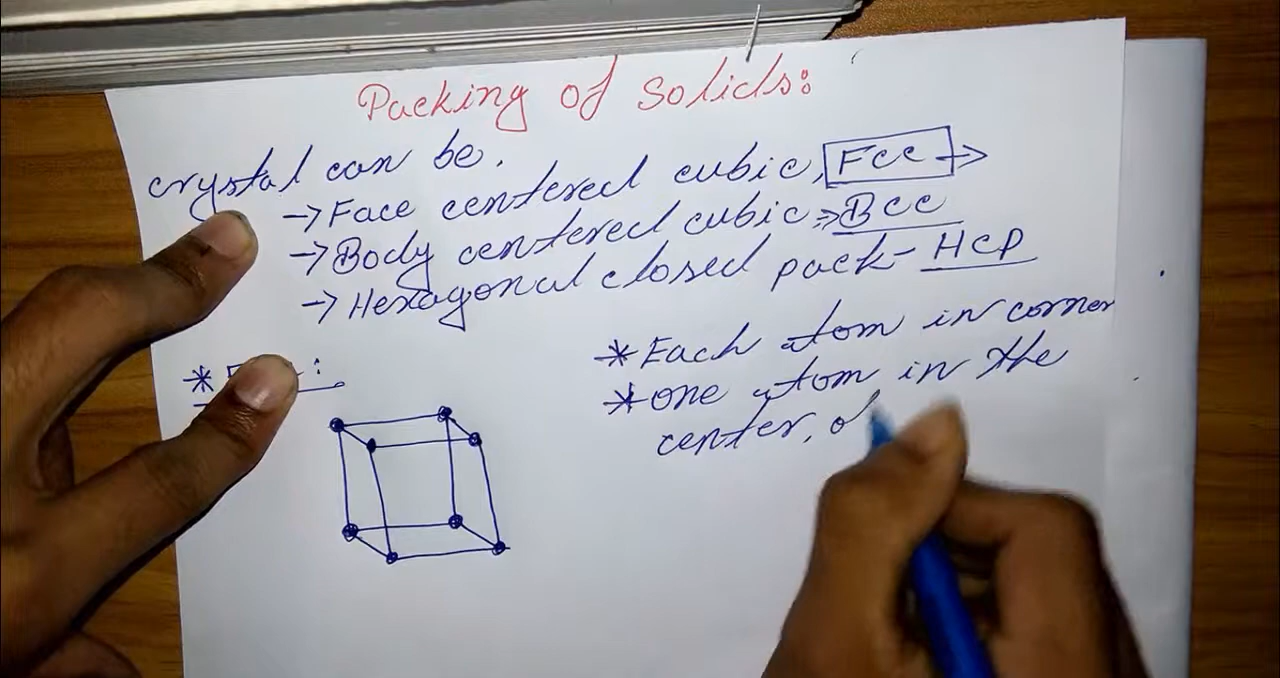 Packing of solids:
crystal can be.
→ Face centered cubic, Fcc →
→ Body centered cubic ⇒ Bcc
→ Hexagonal closed pack - HCP
* Each atom in corner
* one atom in the
center, of
*